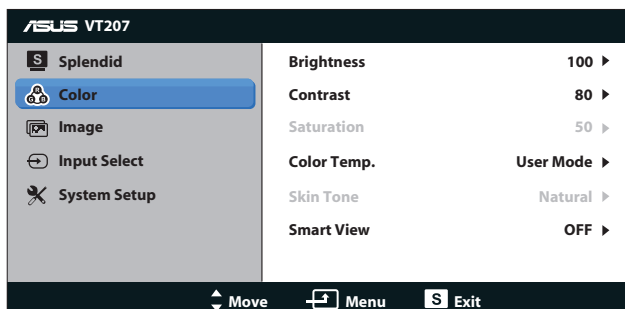 ASUS VT207
S Splendid
R G B Color
Image
Input Select
System Setup
Brightness 100
Contrast 80
Saturation 50
Color Temp. User Mode
Skin Tone Natural
Smart View OFF
Move Menu S Exit